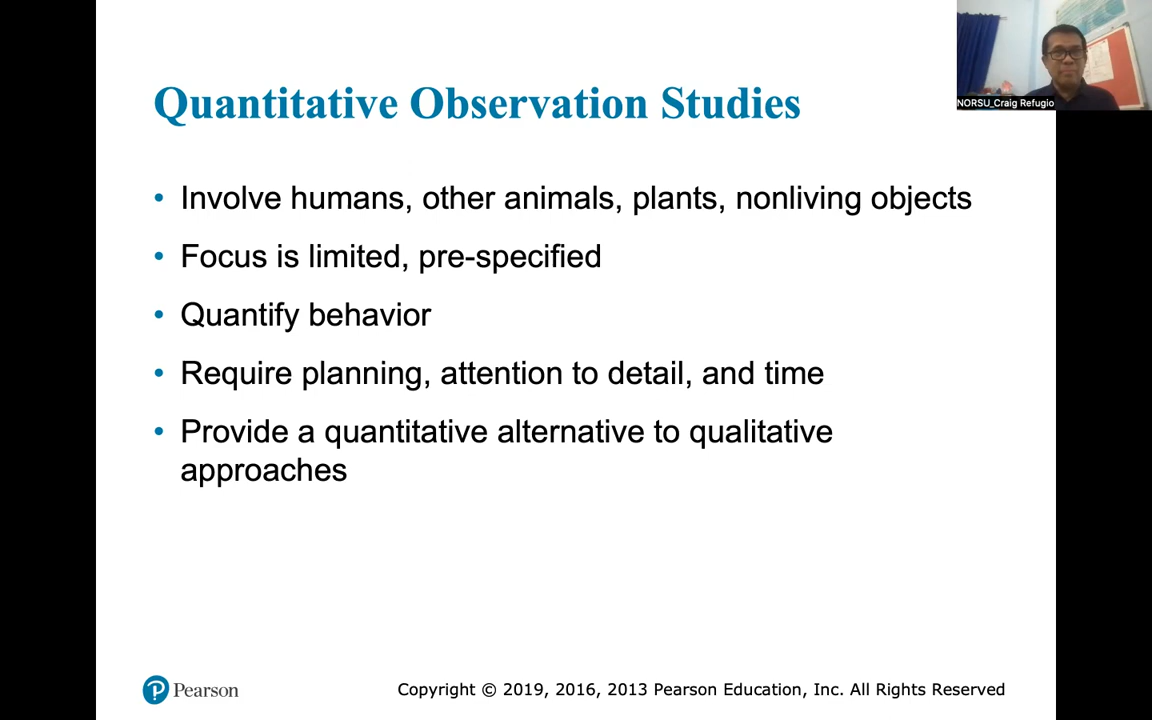 Quantitative Observation Studies
NORSU_Craig Refugio
• Involve humans, other animals, plants, nonliving objects
• Focus is limited, pre-specified
• Quantify behavior
• Require planning, attention to detail, and time
• Provide a quantitative alternative to qualitative
approaches
Pearson
Copyright © 2019, 2016, 2013 Pearson Education, Inc. All Rights Reserved